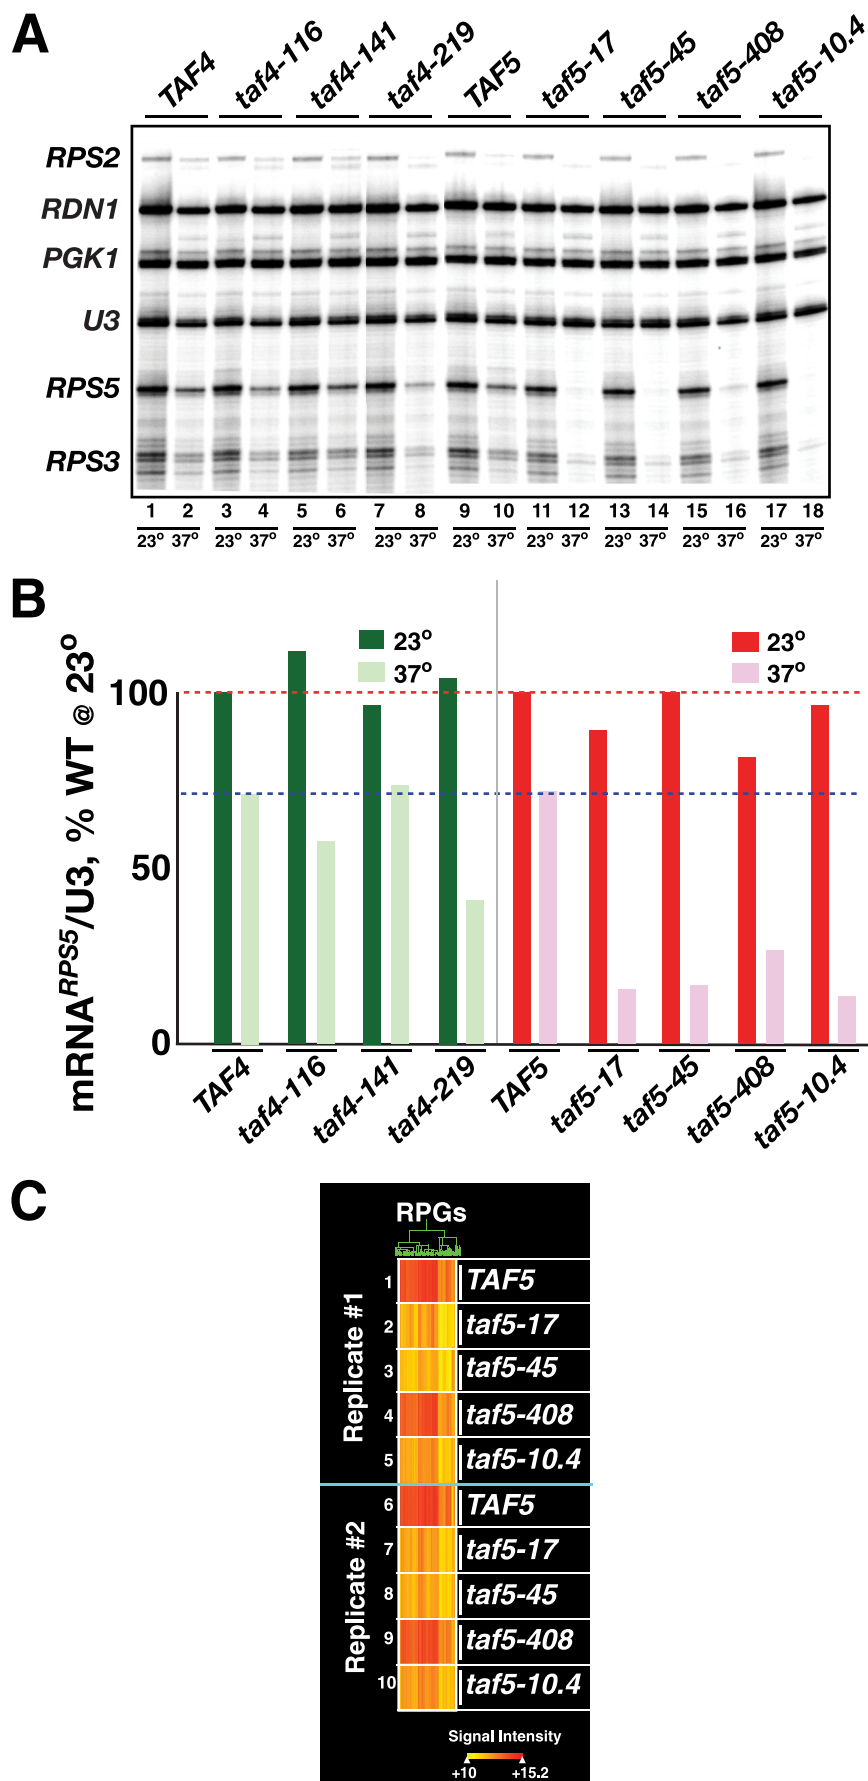 A
TAF4 taf4-116 taf4-141 taf4-219 TAF5 taf5-17 taf5-45 taf5-408 taf5-10.4
RPS2
RDN1
PGK1
U3
RPS5
RPS3
1 2 3 4 5 6 7 8 9 10 11 12 13 14 15 16 17 18
23° 37° 23° 37° 23° 37° 23° 37° 23° 37° 23° 37° 23° 37° 23° 37° 23° 37°
B
mRNA^RPS5/U3, % WT @ 23°
23°
37°
23°
37°
100
50
0
TAF4 taf4-116 taf4-141 taf4-219 TAF5 taf5-17 taf5-45 taf5-408 taf5-10.4
C
RPGs
Replicate #1
1 TAF5
2 taf5-17
3 taf5-45
4 taf5-408
5 taf5-10.4
Replicate #2
6 TAF5
7 taf5-17
8 taf5-45
9 taf5-408
10 taf5-10.4
Signal Intensity
+10 +15.2